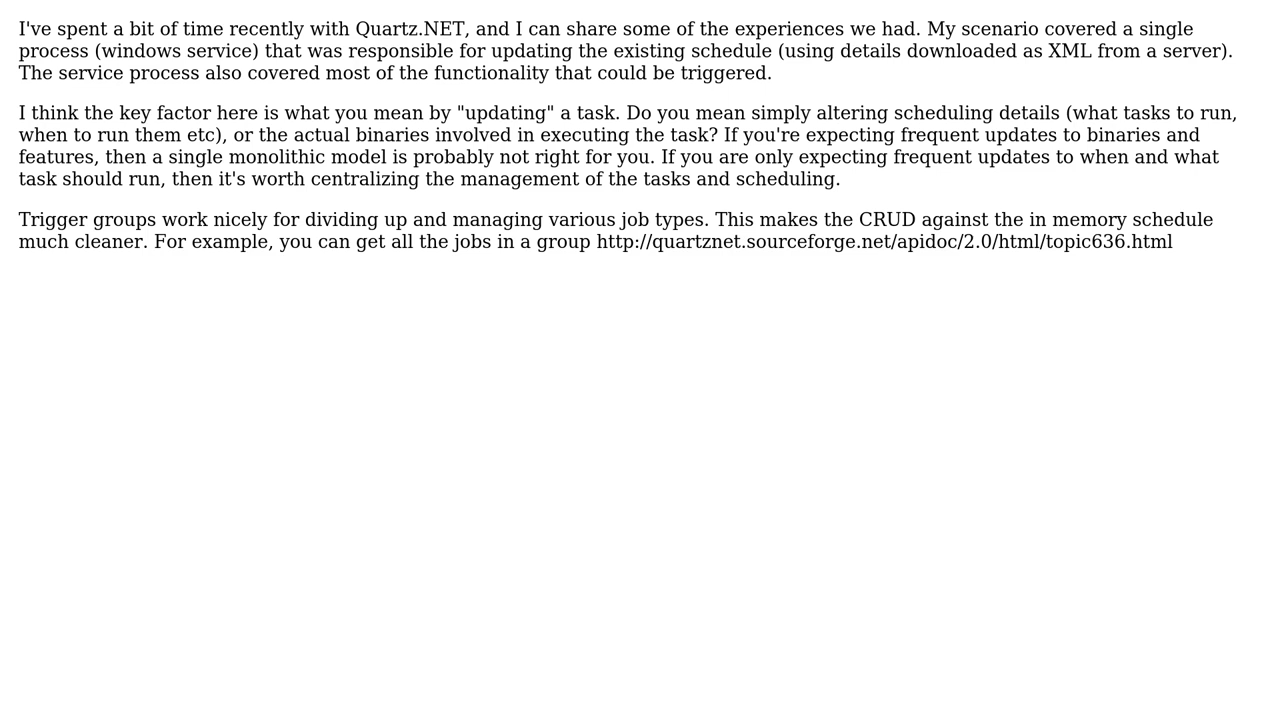 I've spent a bit of time recently with Quartz.NET, and I can share some of the experiences we had. My scenario covered a single
process (windows service) that was responsible for updating the existing schedule (using details downloaded as XML from a server).
The service process also covered most of the functionality that could be triggered.
I think the key factor here is what you mean by "updating" a task. Do you mean simply altering scheduling details (what tasks to run,
when to run them etc), or the actual binaries involved in executing the task? If you're expecting frequent updates to binaries and
features, then a single monolithic model is probably not right for you. If you are only expecting frequent updates to when and what
task should run, then it's worth centralizing the management of the tasks and scheduling.
Trigger groups work nicely for dividing up and managing various job types. This makes the CRUD against the in memory schedule
much cleaner. For example, you can get all the jobs in a group http://quartznet.sourceforge.net/apidoc/2.0/html/topic636.html